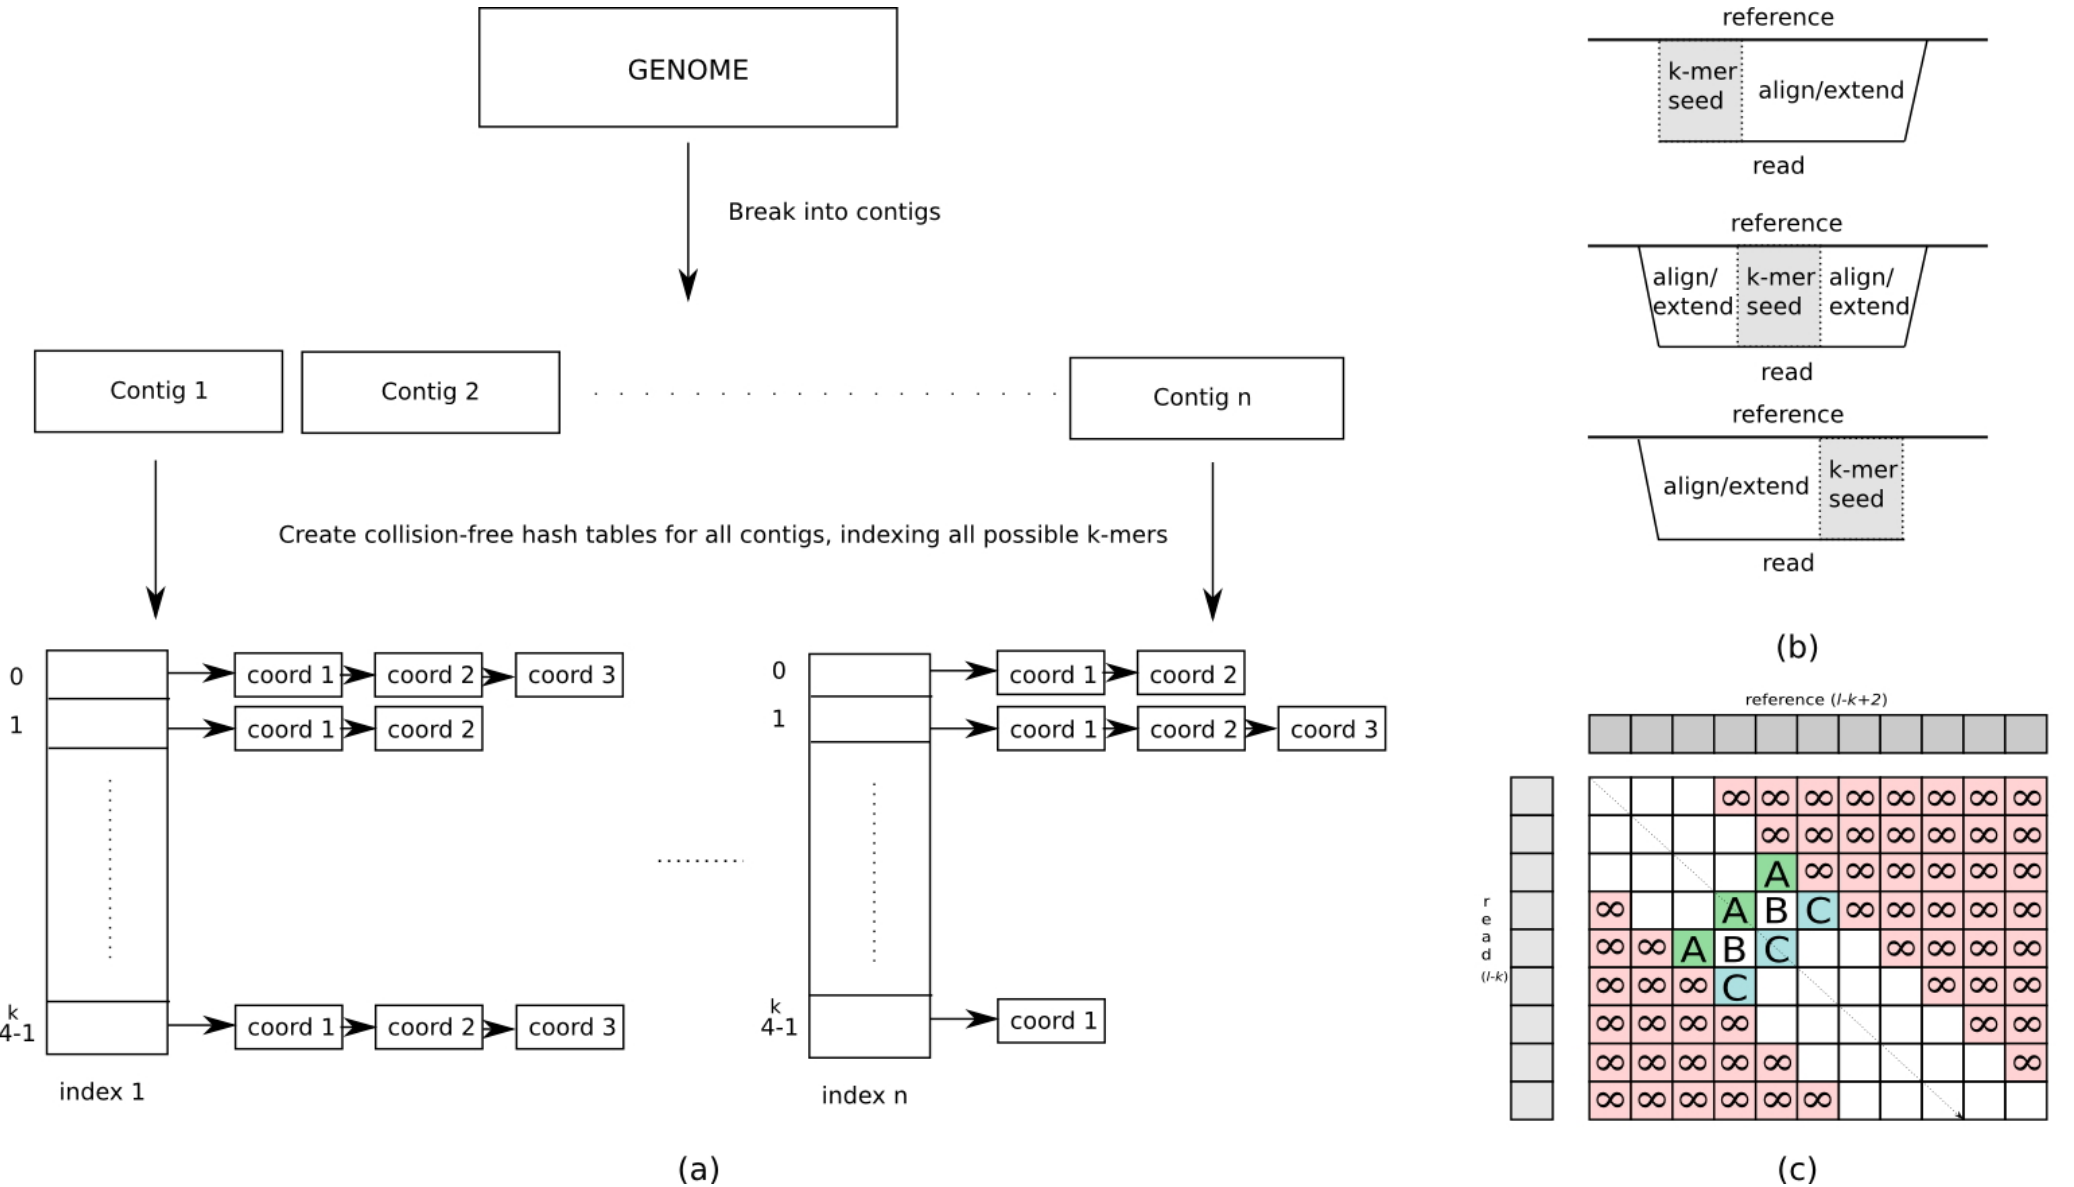 GENOME
Break into contigs
Contig 1
Contig 2
Contig n
Create collision-free hash tables for all contigs, indexing all possible k-mers
0
coord 1
coord 2
coord 3
1
coord 1
coord 2
k
4-1
coord 1
coord 2
coord 3
index 1
0
coord 1
coord 2
1
coord 1
coord 2
coord 3
k
4-1
coord 1
index n
(a)
reference
k-mer
seed
align/extend
read
reference
align/
extend
k-mer
seed
align/
extend
read
reference
align/extend
k-mer
seed
read
(b)
reference (l-k+2)
read
(l-k)
∞ ∞ ∞ ∞ ∞ ∞ ∞ ∞
∞ ∞ ∞ ∞ ∞ ∞ ∞
A ∞ ∞ ∞ ∞ ∞ ∞
∞ A B C ∞ ∞ ∞ ∞ ∞
∞ ∞ A B C ∞ ∞ ∞ ∞
∞ ∞ ∞ C ∞ ∞ ∞
∞ ∞ ∞ ∞ ∞ ∞
∞ ∞ ∞ ∞ ∞ ∞
∞ ∞ ∞ ∞ ∞ ∞
(c)